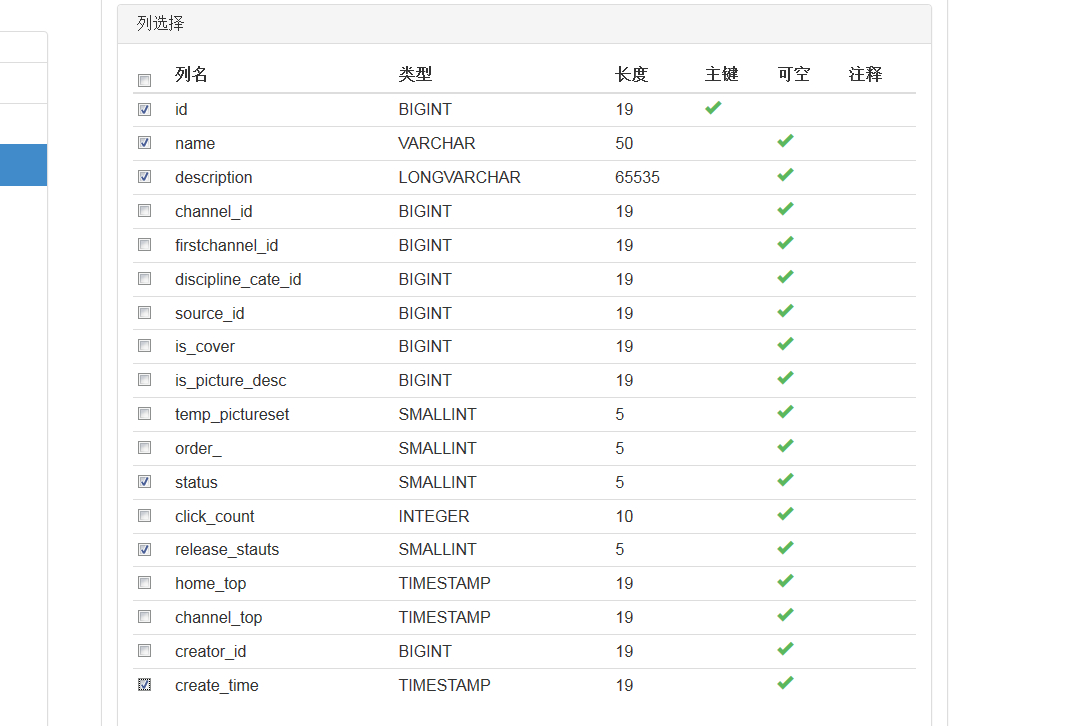 列选择
列名 类型 长度 主键 可空 注释
id BIGINT 19
name VARCHAR 50
description LONGVARCHAR 65535
channel_id BIGINT 19
firstchannel_id BIGINT 19
discipline_cate_id BIGINT 19
source_id BIGINT 19
is_cover BIGINT 19
is_picture_desc BIGINT 19
temp_pictureset SMALLINT 5
order_ SMALLINT 5
status SMALLINT 5
click_count INTEGER 10
release_stauts SMALLINT 5
home_top TIMESTAMP 19
channel_top TIMESTAMP 19
creator_id BIGINT 19
create_time TIMESTAMP 19